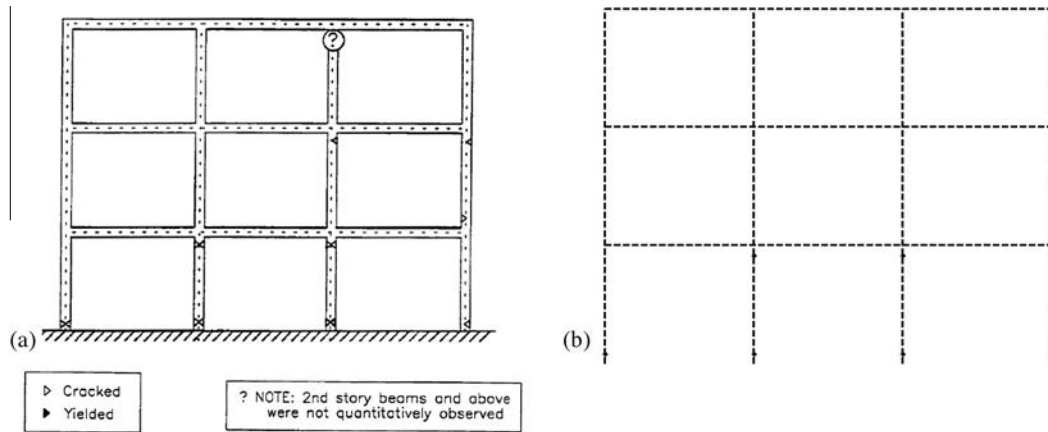 ?
(a)
(b)
▷ Cracked
▶ Yielded
? NOTE: 2nd story beams and above
were not quantitatively observed